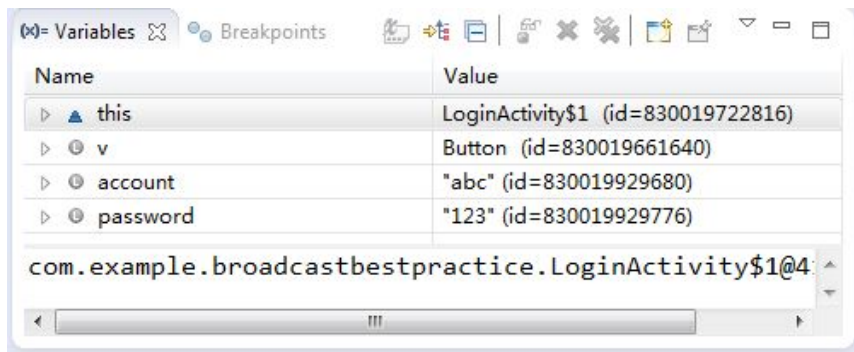 (x)= Variables Breakpoints
Name Value
this LoginActivity$1 (id=830019722816)
v Button (id=830019661640)
account "abc" (id=830019929680)
password "123" (id=830019929776)
com.example.broadcastbestpractice.LoginActivity$1@4